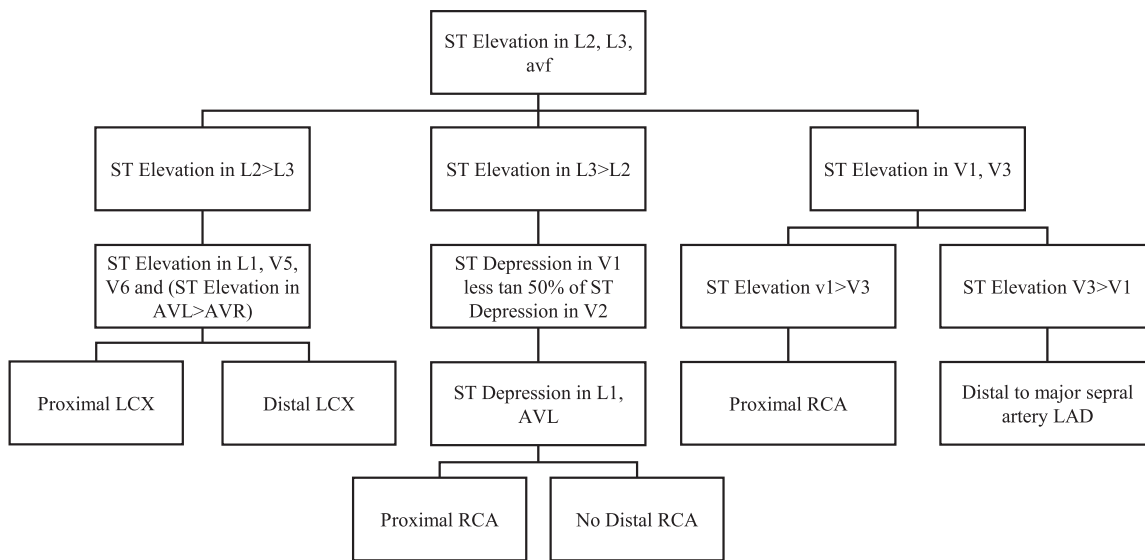 ST Elevation in L2, L3,
avf
ST Elevation in L2>L3
ST Elevation in L3>L2
ST Elevation in V1, V3
ST Elevation in L1, V5,
V6 and (ST Elevation in
AVL>AVR)
ST Depression in V1
less tan 50% of ST
Depression in V2
ST Elevation v1>V3
ST Elevation V3>V1
Proximal LCX
Distal LCX
ST Depression in L1,
AVL
Proximal RCA
Distal to major sepral
artery LAD
Proximal RCA
No Distal RCA